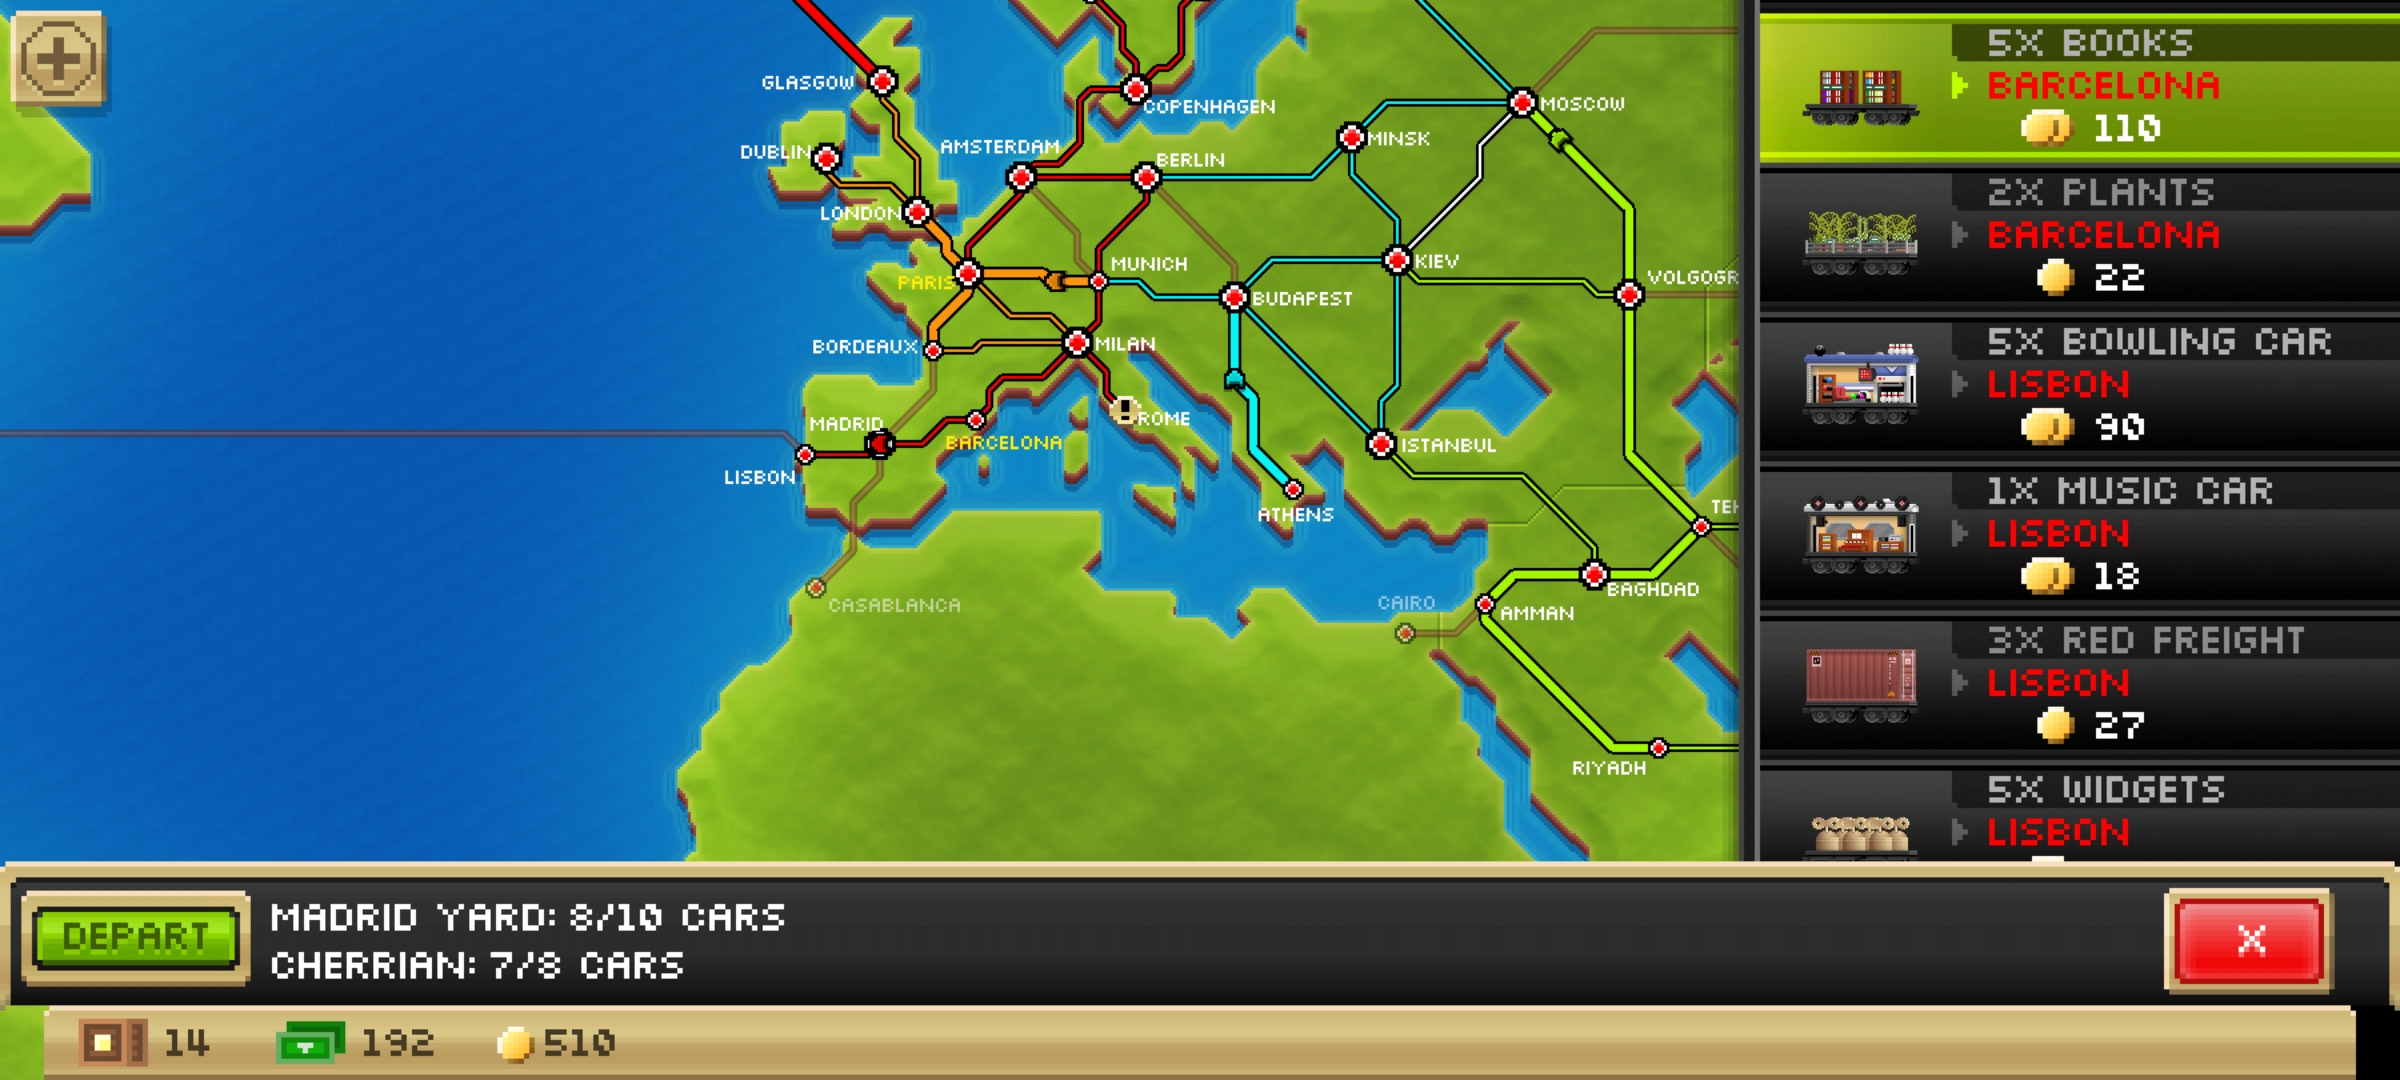 GLASGOW
COPENHAGEN
MOSCOW
DUBLIN
AMSTERDAM
BERLIN
MINSK
LONDON
PARIS
MUNICH
BUDAPEST
KIEV
VOLGOGR
BORDEAUX
MILAN
MADRID
BARCELONA
ROME
ISTANBUL
LISBON
ATHENS
TEH
CASABLANCA
CAIRO
AMMAN
BAGHDAD
RIYADH
5X BOOKS
BARCELONA
110
2X PLANTS
BARCELONA
22
5X BOWLING CAR
LISBON
90
1X MUSIC CAR
LISBON
18
3X RED FREIGHT
LISBON
27
5X WIDGETS
LISBON
DEPART
MADRID YARD: 8/10 CARS
CHERRIAN: 7/8 CARS
X
14
192
510